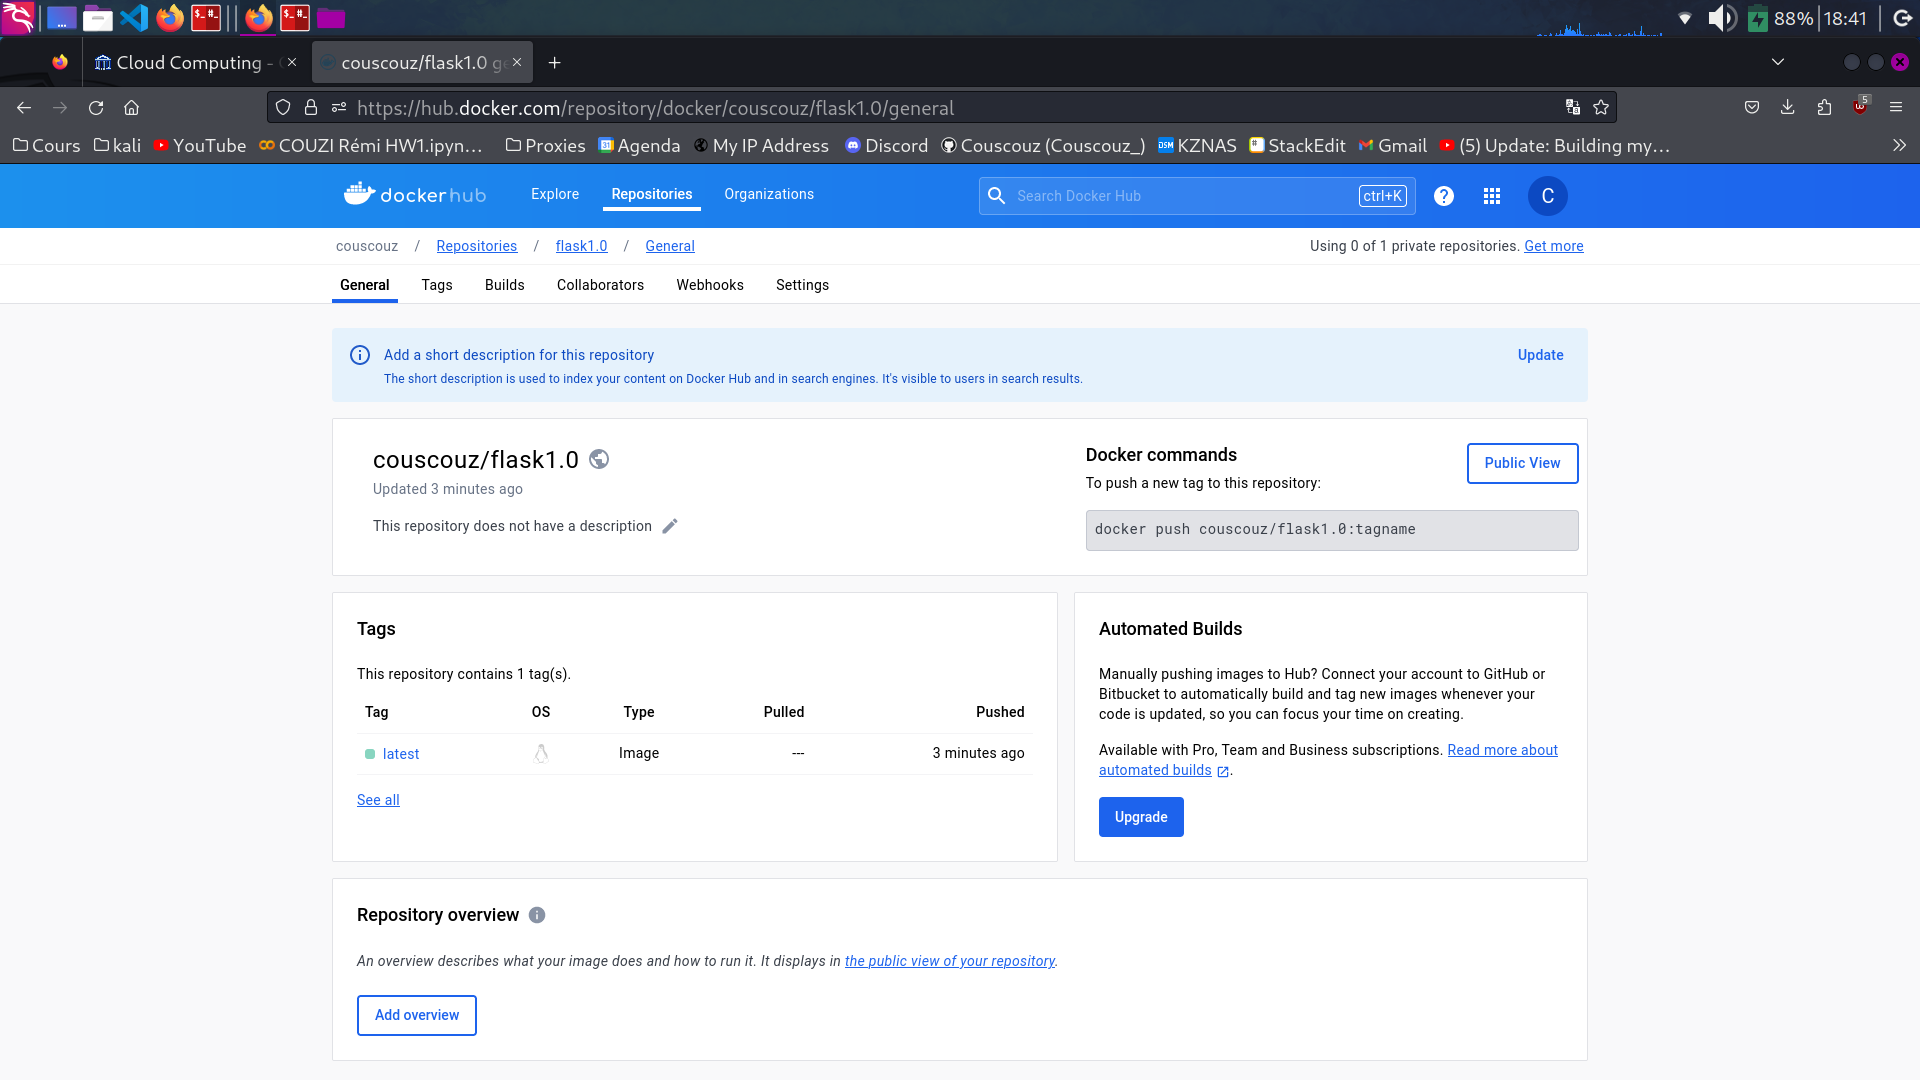 88% 18:41
Cloud Computing - couscouz/flask1.0 ge
https://hub.docker.com/repository/docker/couscouz/flask1.0/general 5
Cours kali YouTube COUZI Rémi HW1.ipyn... Proxies Agenda My IP Address Discord Couscouz (Couscouz_) KZNAS StackEdit Gmail (5) Update: Building my...
dockerhub Explore Repositories Organizations Search Docker Hub ctrl+K C
couscouz / Repositories / flask1.0 / General Using 0 of 1 private repositories. Get more
General Tags Builds Collaborators Webhooks Settings
Add a short description for this repository Update
The short description is used to index your content on Docker Hub and in search engines. It's visible to users in search results.
couscouz/flask1.0
Updated 3 minutes ago
This repository does not have a description
Docker commands Public View
To push a new tag to this repository:
docker push couscouz/flask1.0:tagname
Tags
This repository contains 1 tag(s).
Tag OS Type Pulled Pushed
latest Image --- 3 minutes ago
See all
Automated Builds
Manually pushing images to Hub? Connect your account to GitHub or
Bitbucket to automatically build and tag new images whenever your
code is updated, so you can focus your time on creating.
Available with Pro, Team and Business subscriptions. Read more about
automated builds .
Upgrade
Repository overview
An overview describes what your image does and how to run it. It displays in the public view of your repository.
Add overview